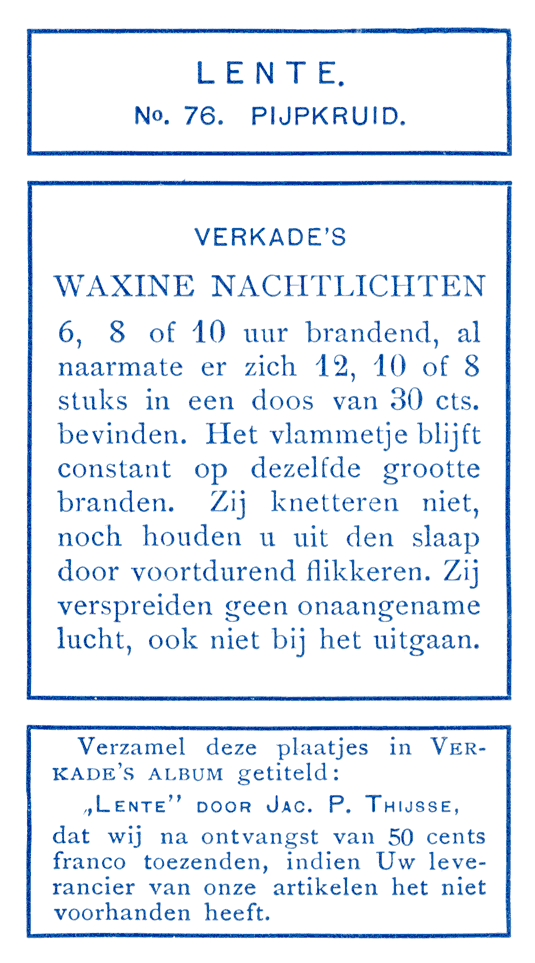 LENTE.
No. 76. PIJPKRUID.
VERKADE'S
WAXINE NACHTLICHTEN
6, 8 of 10 uur brandend, al
naarmate er zich 12, 10 of 8
stuks in een doos van 30 cts.
bevinden. Het vlammetje blijft
constant op dezelfde grootte
branden. Zij knetteren niet,
noch houden u uit den slaap
door voortdurend flikkeren. Zij
verspreiden geen onaangename
lucht, ook niet bij het uitgaan.
Verzamel deze plaatjes in VER-
KADE'S ALBUM getiteld:
„LENTE” DOOR JAC. P. THIJSSE,
dat wij na ontvangst van 50 cents
franco toezenden, indien Uw leve-
rancier van onze artikelen het niet
voorhanden heeft.